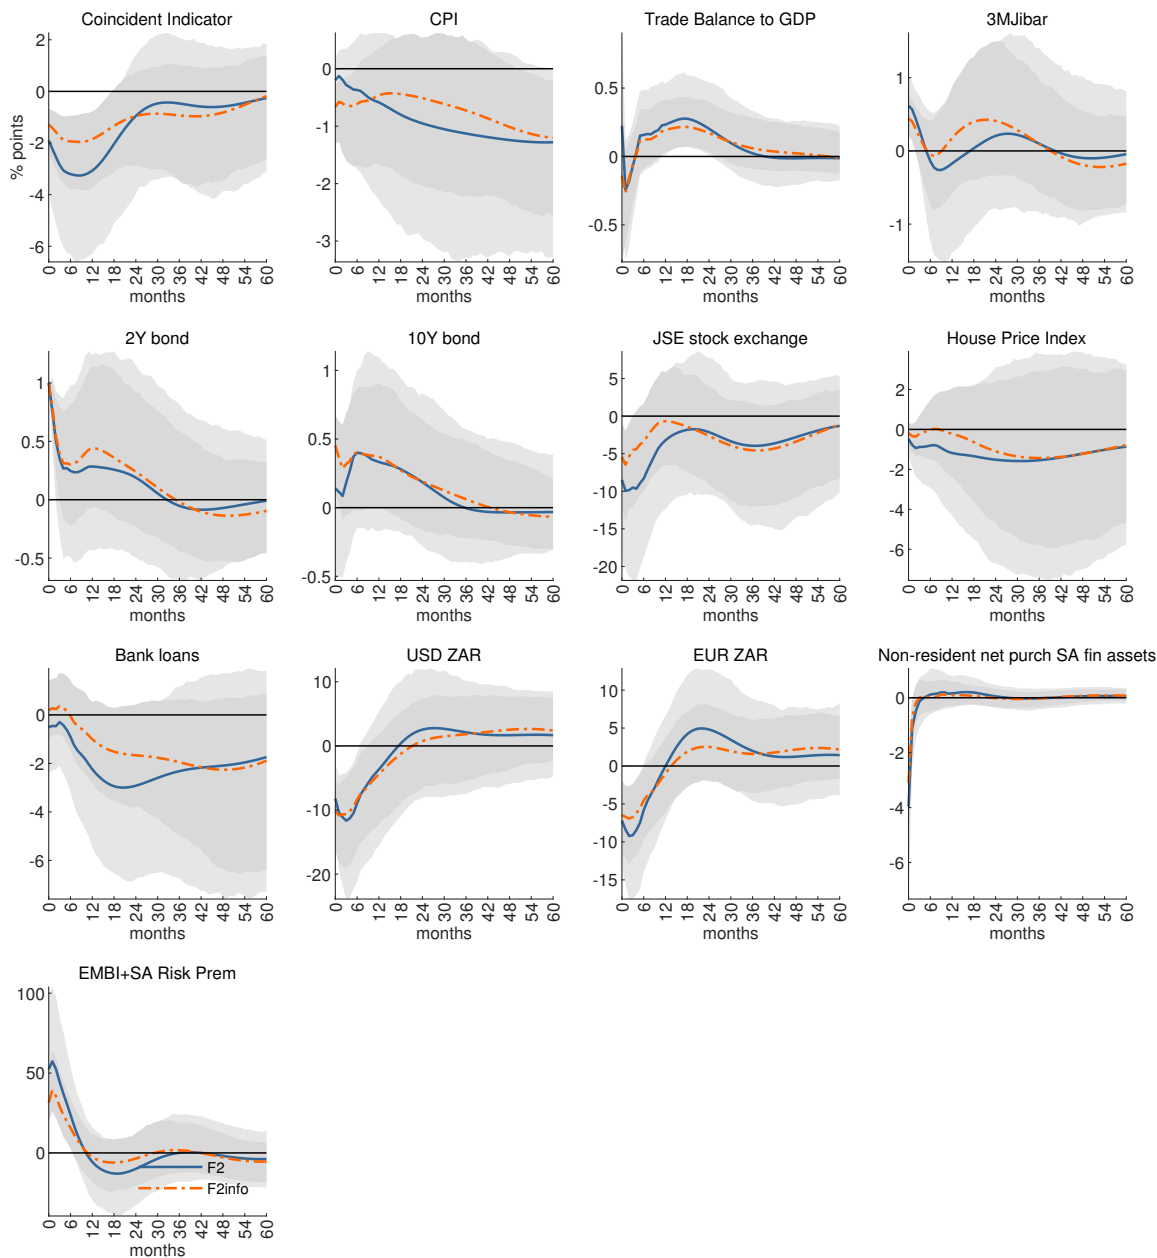 Coincident Indicator
% points
2
0
-2
-4
-6
0 6 12 18 24 30 36 42 48 54 60
months
CPI
0
-1
-2
-3
0 6 12 18 24 30 36 42 48 54 60
months
Trade Balance to GDP
0.5
0
-0.5
0 6 12 18 24 30 36 42 48 54 60
months
3MJibar
1
0
-1
0 6 12 18 24 30 36 42 48 54 60
months
2Y bond
1
0.5
0
-0.5
0 6 12 18 24 30 36 42 48 54 60
months
10Y bond
1
0.5
0
-0.5
0 6 12 18 24 30 36 42 48 54 60
months
JSE stock exchange
5
0
-5
-10
-15
-20
0 6 12 18 24 30 36 42 48 54 60
months
House Price Index
2
0
-2
-4
-6
0 6 12 18 24 30 36 42 48 54 60
months
Bank loans
0
-2
-4
-6
0 6 12 18 24 30 36 42 48 54 60
months
USD ZAR
10
0
-10
-20
0 6 12 18 24 30 36 42 48 54 60
months
EUR ZAR
10
5
0
-5
-10
-15
0 6 12 18 24 30 36 42 48 54 60
months
Non-resident net purch SA fin assets
0
-2
-4
-6
0 6 12 18 24 30 36 42 48 54 60
months
EMBI+SA Risk Prem
100
50
0
F2
F2info
0 6 12 18 24 30 36 42 48 54 60
months